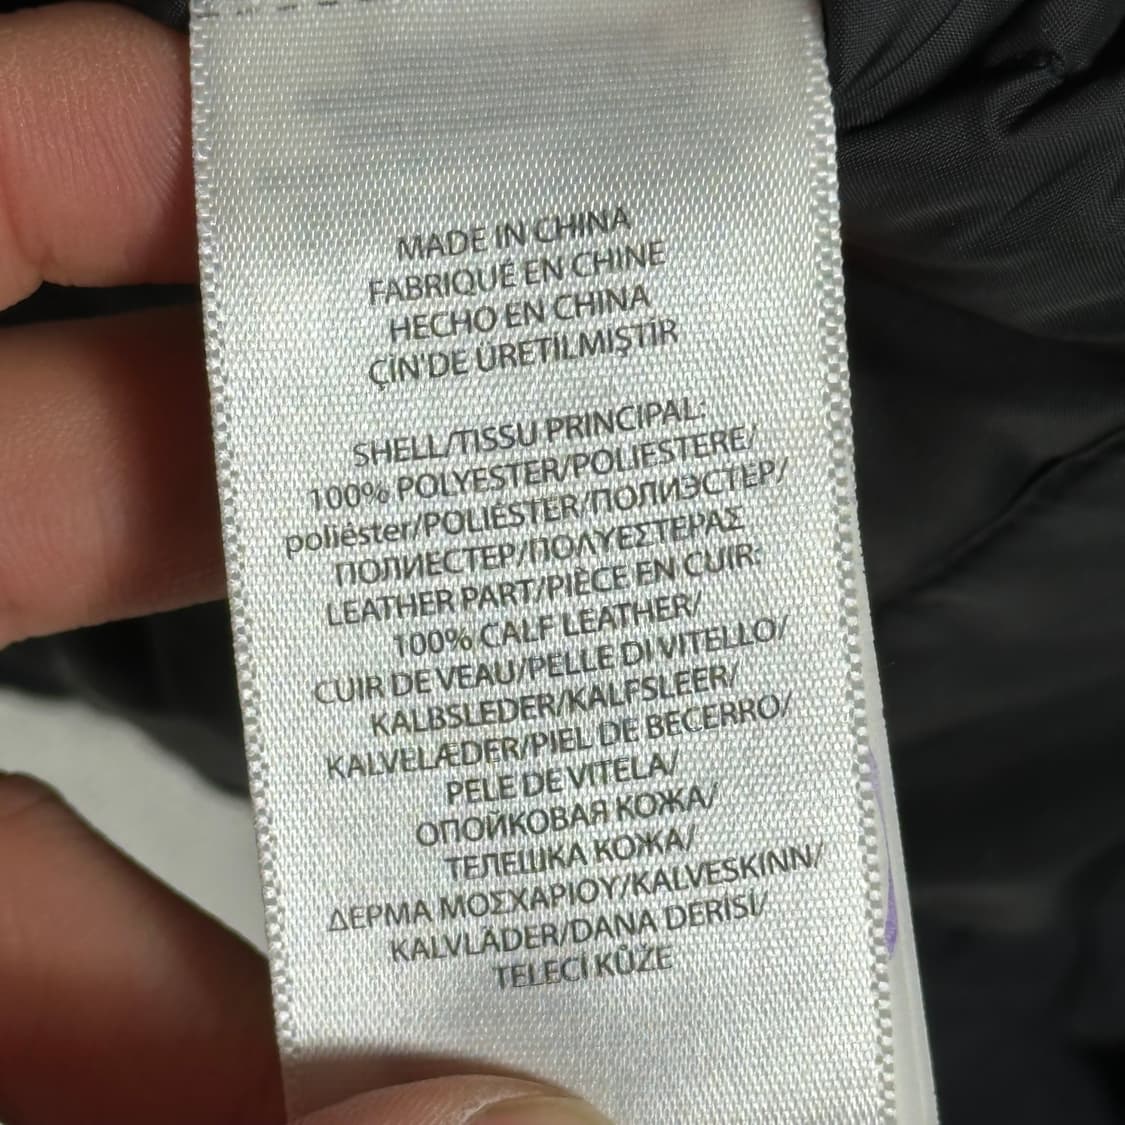 MADE IN CHINA
FABRIQUÉ EN CHINE
HECHO EN CHINA
ÇİN'DE ÜRETİLMİŞTİR
SHELL/TISSU PRINCIPAL:
100% POLYESTER/POLIESTERE/
poliéster/POLIÉSTER/ПОЛИЭСТЕР/
ПОЛИЕСТЕР/ΠΟΛΥΕΣΤΕΡΑΣ
LEATHER PART/PIÈCE EN CUIR:
100% CALF LEATHER/
CUIR DE VEAU/PELLE DI VITELLO/
KALBSLEDER/KALFSLEER/
KALVELÆDER/PIEL DE BECERRO/
PELE DE VITELA/
ОПОЙКОВАЯ КОЖА/
ТЕЛЕШКА КОЖА/
ΔΕΡΜΑ ΜΟΣΧΑΡΙΟΥ/KALVESKINN/
KALVLÄDER/DANA DERİSİ/
TELECÍ KŮŽE